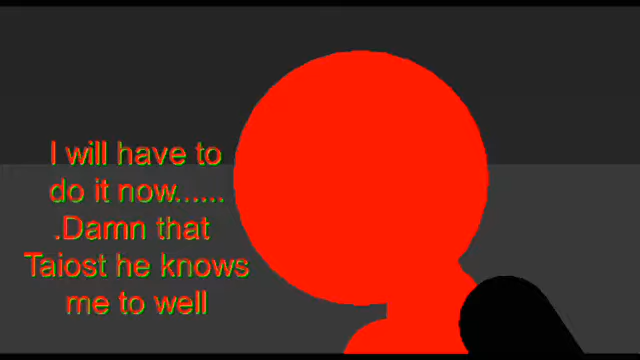 I will have to
do it now......
.Damn that
Taiost he knows
me to well